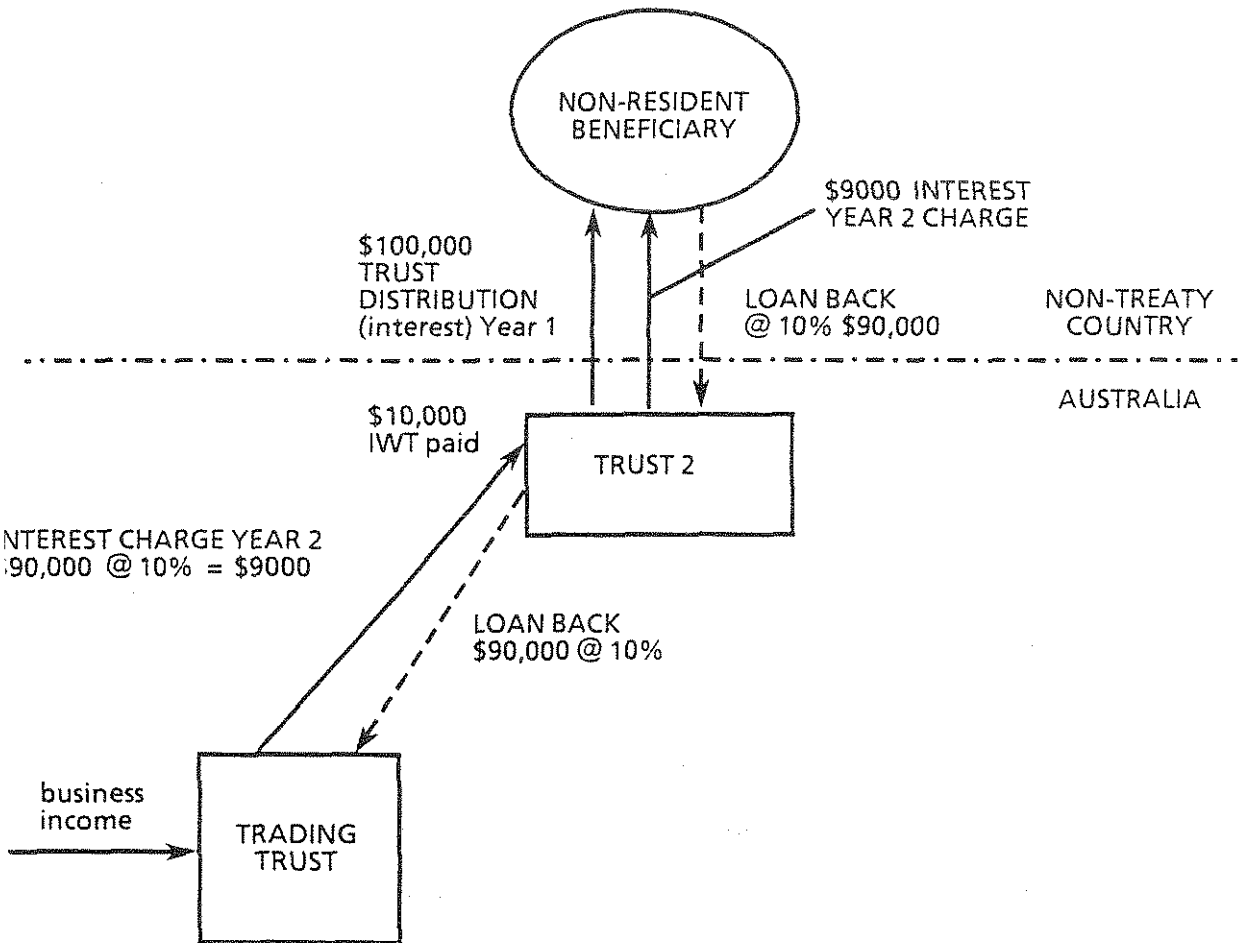 NON-RESIDENT
BENEFICIARY
$9000 INTEREST
YEAR 2 CHARGE
$100,000
TRUST
DISTRIBUTION
(interest) Year 1
LOAN BACK
@ 10% $90,000
NON-TREATY
COUNTRY
AUSTRALIA
$10,000
IWT paid
TRUST 2
NTEREST CHARGE YEAR 2
90,000 @ 10% = $9000
LOAN BACK
$90,000 @ 10%
business
income
TRADING
TRUST